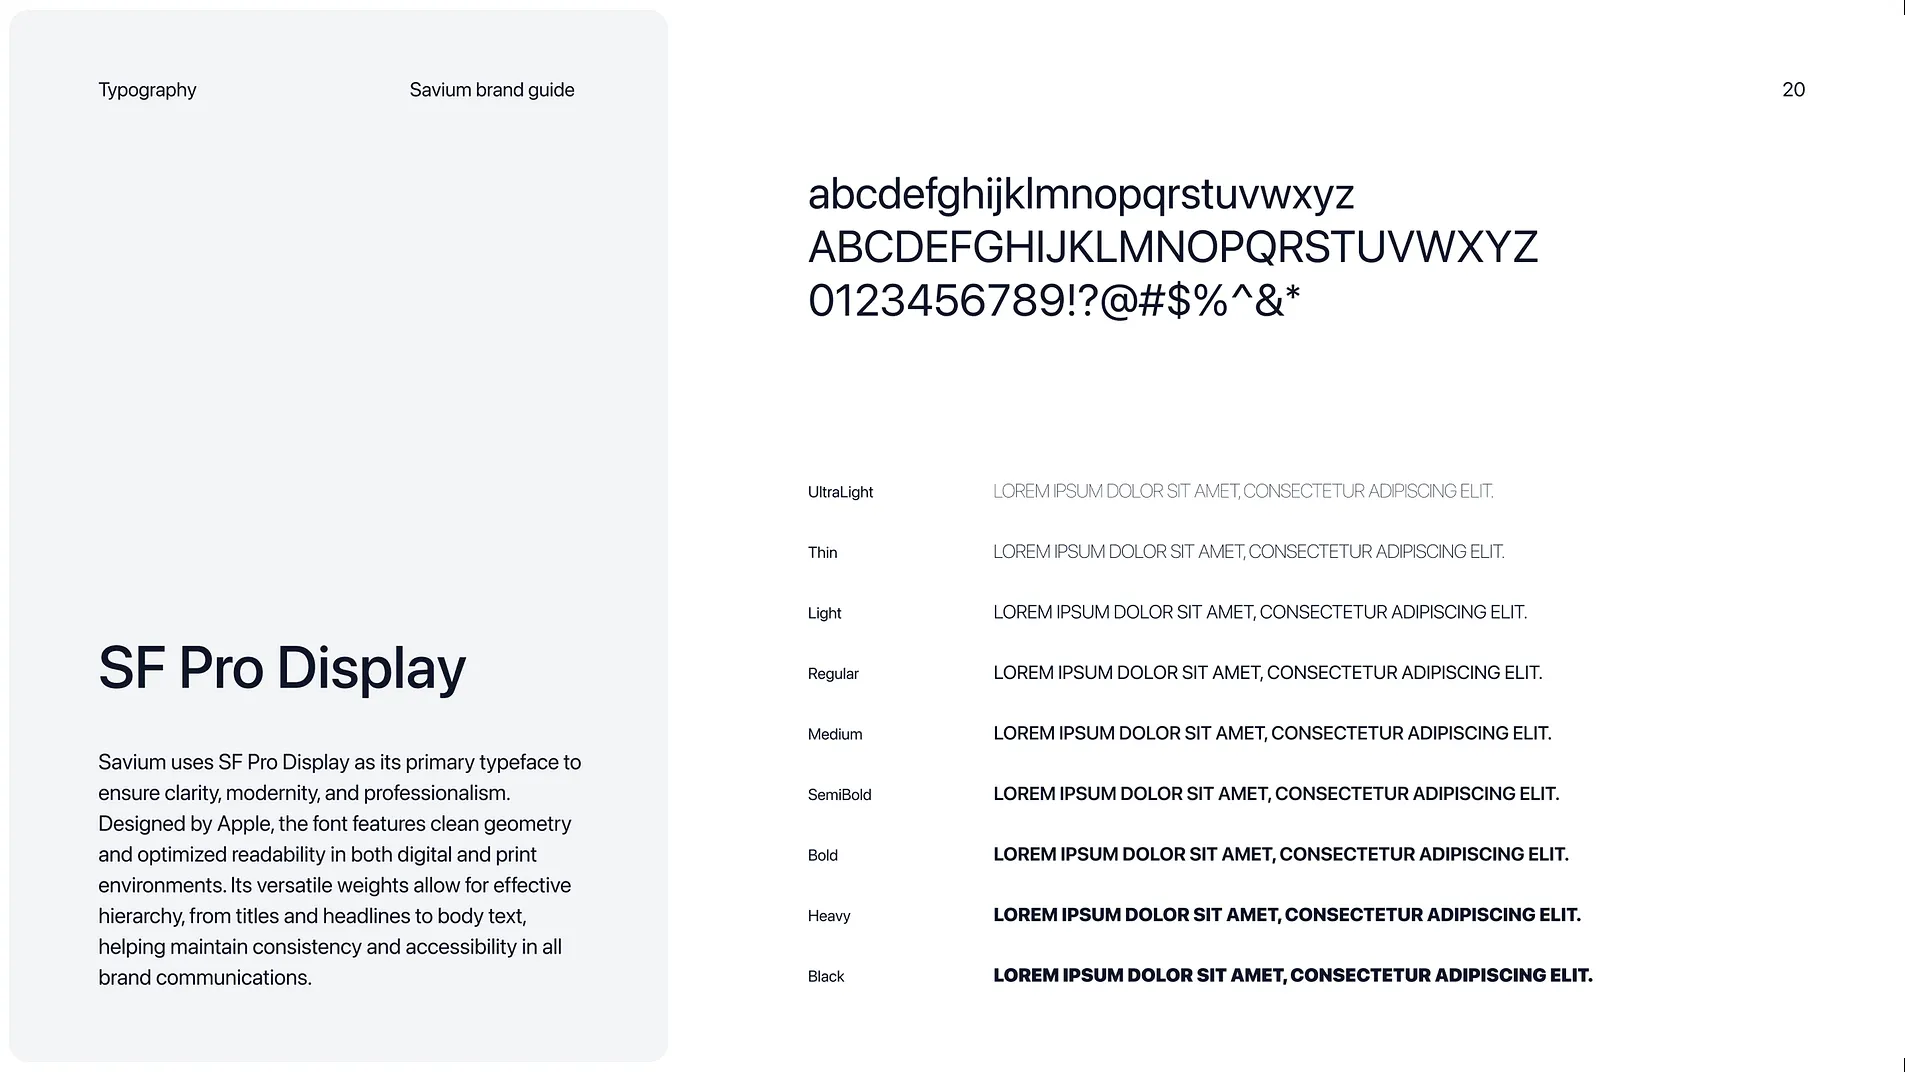 Typography
Savium brand guide
20
abcdefghijklmnopqrstuvwxyz
ABCDEFGHIJKLMNOPQRSTUVWXYZ
0123456789!?@#$%^&*
SF Pro Display
Savium uses SF Pro Display as its primary typeface to
ensure clarity, modernity, and professionalism.
Designed by Apple, the font features clean geometry
and optimized readability in both digital and print
environments. Its versatile weights allow for effective
hierarchy, from titles and headlines to body text,
helping maintain consistency and accessibility in all
brand communications.
UltraLight LOREM IPSUM DOLOR SIT AMET, CONSECTETUR ADIPISCING ELIT.
Thin LOREM IPSUM DOLOR SIT AMET, CONSECTETUR ADIPISCING ELIT.
Light LOREM IPSUM DOLOR SIT AMET, CONSECTETUR ADIPISCING ELIT.
Regular LOREM IPSUM DOLOR SIT AMET, CONSECTETUR ADIPISCING ELIT.
Medium LOREM IPSUM DOLOR SIT AMET, CONSECTETUR ADIPISCING ELIT.
SemiBold LOREM IPSUM DOLOR SIT AMET, CONSECTETUR ADIPISCING ELIT.
Bold LOREM IPSUM DOLOR SIT AMET, CONSECTETUR ADIPISCING ELIT.
Heavy LOREM IPSUM DOLOR SIT AMET, CONSECTETUR ADIPISCING ELIT.
Black LOREM IPSUM DOLOR SIT AMET, CONSECTETUR ADIPISCING ELIT.